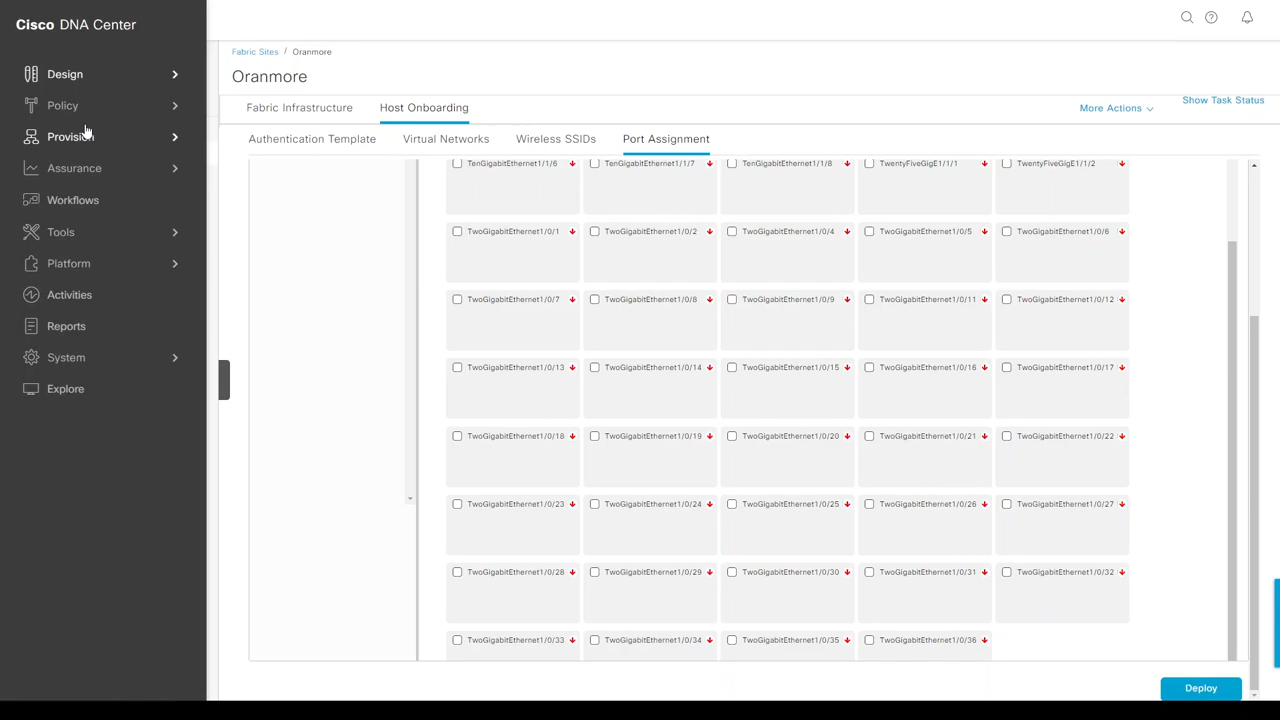 Cisco DNA Center
Design
Policy
Provision
Assurance
Workflows
Tools
Platform
Activities
Reports
System
Explore
Fabric Sites / Oranmore
Oranmore
Fabric Infrastructure Host Onboarding
More Actions
Show Task Status
Authentication Template Virtual Networks Wireless SSIDs Port Assignment
TenGigabitEthernet1/1/6 TenGigabitEthernet1/1/7 TenGigabitEthernet1/1/8 TwentyFiveGigE1/1/1 TwentyFiveGigE1/1/2
TwoGigabitEthernet1/0/1 TwoGigabitEthernet1/0/2 TwoGigabitEthernet1/0/4 TwoGigabitEthernet1/0/5 TwoGigabitEthernet1/0/6
TwoGigabitEthernet1/0/7 TwoGigabitEthernet1/0/8 TwoGigabitEthernet1/0/9 TwoGigabitEthernet1/0/11 TwoGigabitEthernet1/0/12
TwoGigabitEthernet1/0/13 TwoGigabitEthernet1/0/14 TwoGigabitEthernet1/0/15 TwoGigabitEthernet1/0/16 TwoGigabitEthernet1/0/17
TwoGigabitEthernet1/0/18 TwoGigabitEthernet1/0/19 TwoGigabitEthernet1/0/20 TwoGigabitEthernet1/0/21 TwoGigabitEthernet1/0/22
TwoGigabitEthernet1/0/23 TwoGigabitEthernet1/0/24 TwoGigabitEthernet1/0/25 TwoGigabitEthernet1/0/26 TwoGigabitEthernet1/0/27
TwoGigabitEthernet1/0/28 TwoGigabitEthernet1/0/29 TwoGigabitEthernet1/0/30 TwoGigabitEthernet1/0/31 TwoGigabitEthernet1/0/32
TwoGigabitEthernet1/0/33 TwoGigabitEthernet1/0/34 TwoGigabitEthernet1/0/35 TwoGigabitEthernet1/0/36
Deploy